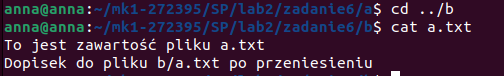 anna@anna:~/mk1-272395/SP/lab2/zadanie6/a$ cd ../b
anna@anna:~/mk1-272395/SP/lab2/zadanie6/b$ cat a.txt
To jest zawartość pliku a.txt
Dopisek do pliku b/a.txt po przeniesieniu